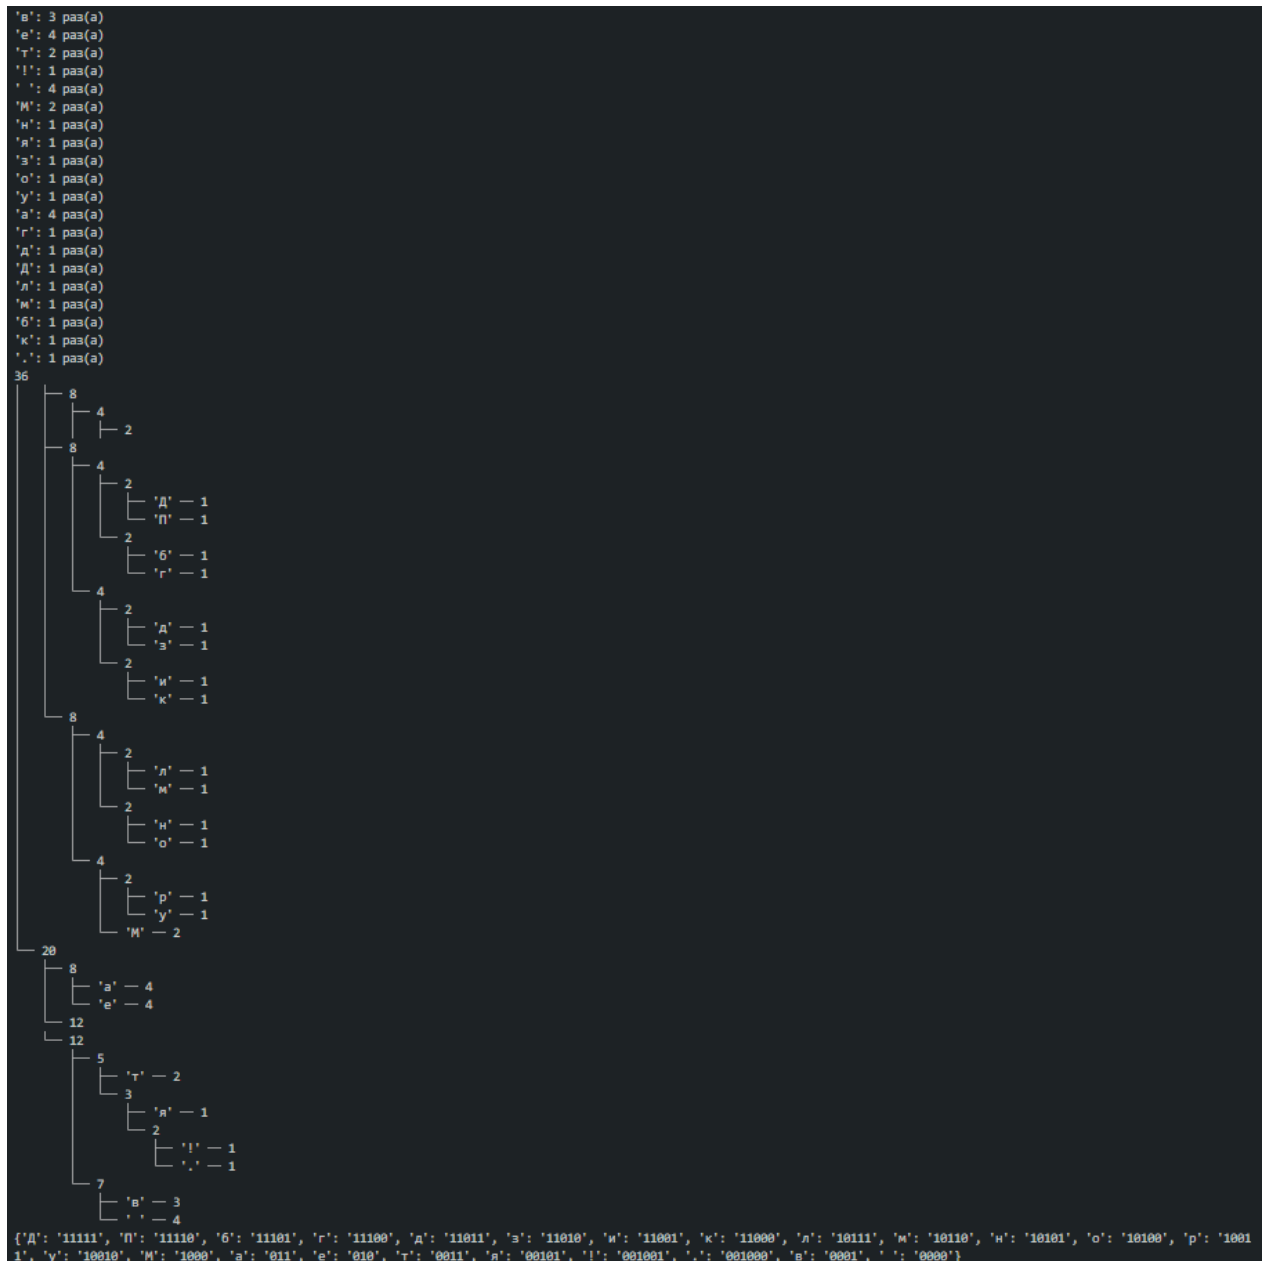 'в': 3 раз(а)
'е': 4 раз(а)
'т': 2 раз(а)
'!': 1 раз(а)
' ': 4 раз(а)
'М': 2 раз(а)
'н': 1 раз(а)
'я': 1 раз(а)
'з': 1 раз(а)
'о': 1 раз(а)
'у': 1 раз(а)
'а': 4 раз(а)
'г': 1 раз(а)
'д': 1 раз(а)
'Д': 1 раз(а)
'л': 1 раз(а)
'м': 1 раз(а)
'б': 1 раз(а)
'к': 1 раз(а)
'.': 1 раз(а)
36
8
4
2
8
4
2
'Д' — 1
'П' — 1
2
'б' — 1
'г' — 1
4
2
'д' — 1
'з' — 1
2
'и' — 1
'к' — 1
8
4
2
'л' — 1
'м' — 1
2
'н' — 1
'о' — 1
4
2
'р' — 1
'у' — 1
'М' — 2
20
8
'а' — 4
'е' — 4
12
12
5
'т' — 2
3
'я' — 1
2
'!' — 1
'.' — 1
7
'в' — 3
' ' — 4
{'Д': '11111', 'П': '11110', 'б': '11101', 'г': '11100', 'д': '11011', 'з': '11010', 'и': '11001', 'к': '11000', 'л': '10111', 'м': '10110', 'н': '10101', 'о': '10100', 'р': '1001
1', 'у': '10010', 'М': '1000', 'а': '011', 'е': '010', 'т': '0011', 'я': '00101', '!': '001001', '.': '001000', 'в': '0001', ' ': '0000'}